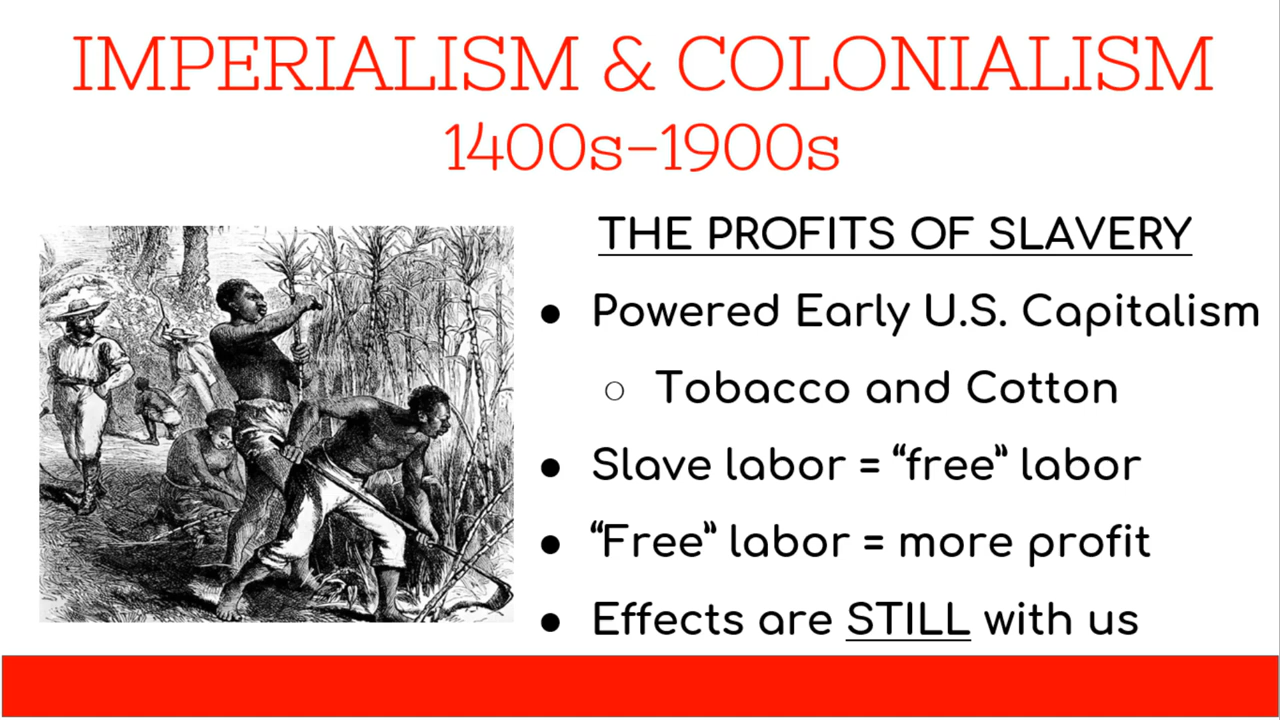 IMPERIALISM & COLONIALISM
1400s–1900s
THE PROFITS OF SLAVERY
● Powered Early U.S. Capitalism
○ Tobacco and Cotton
● Slave labor = “free” labor
● “Free” labor = more profit
● Effects are STILL with us